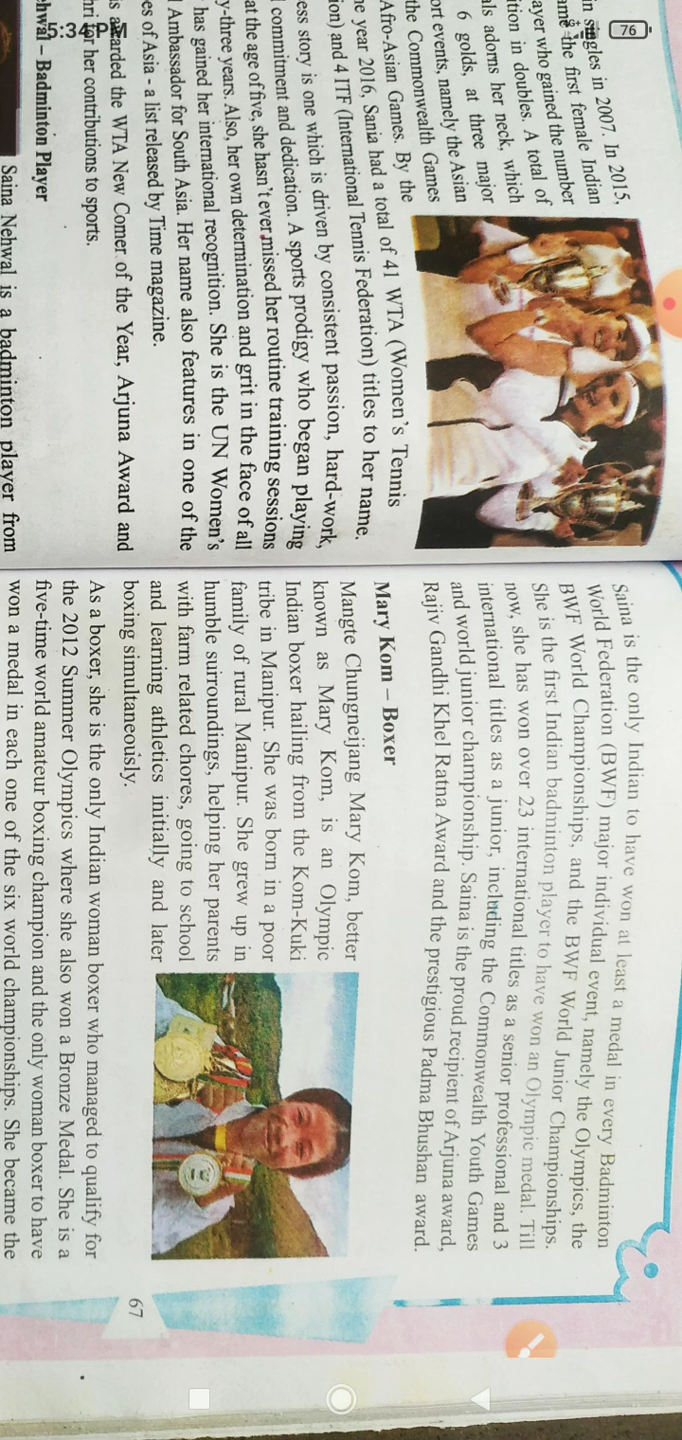 in singles in 2007. In 2015,
the first female Indian
ayer who gained the number
ition in doubles. A total of
als adorns her neck, which
6 golds, at three major
ort events, namely the Asian
the Commonwealth Games
Afro-Asian Games. By the
he year 2016, Sania had a total of 41 WTA (Women's Tennis
ion) and 4 ITF (International Tennis Federation) titles to her name.
ess story is one which is driven by consistent passion, hard-work,
commitment and dedication. A sports prodigy who began playing
at the age of five, she hasn't ever missed her routine training sessions
y-three years. Also, her own determination and grit in the face of all
has gained her international recognition. She is the UN Women's
l Ambassador for South Asia. Her name also features in one of the
es of Asia - a list released by Time magazine.
is awarded the WTA New Comer of the Year, Arjuna Award and
hri for her contributions to sports.
ehwal – Badminton Player
Saina Nehwal is a badminton player from
Saina is the only Indian to have won at least a medal in every Badminton
World Federation (BWF) major individual event, namely the Olympics, the
BWF World Championships, and the BWF World Junior Championships.
She is the first Indian badminton player to have won an Olympic medal. Till
now, she has won over 23 international titles as a senior professional and 3
international titles as a junior, including the Commonwealth Youth Games
and world junior championship. Saina is the proud recipient of Arjuna award,
Rajiv Gandhi Khel Ratna Award and the prestigious Padma Bhushan award.
Mary Kom – Boxer
Mangte Chungneijang Mary Kom, better
known as Mary Kom, is an Olympic
Indian boxer hailing from the Kom-Kuki
tribe in Manipur. She was born in a poor
family of rural Manipur. She grew up in
humble surroundings, helping her parents
with farm related chores, going to school
and learning athletics initially and later
boxing simultaneously.
As a boxer, she is the only Indian woman boxer who managed to qualify for
the 2012 Summer Olympics where she also won a Bronze Medal. She is a
five-time world amateur boxing champion and the only woman boxer to have
won a medal in each one of the six world championships. She became the
67
5:34 PM
76